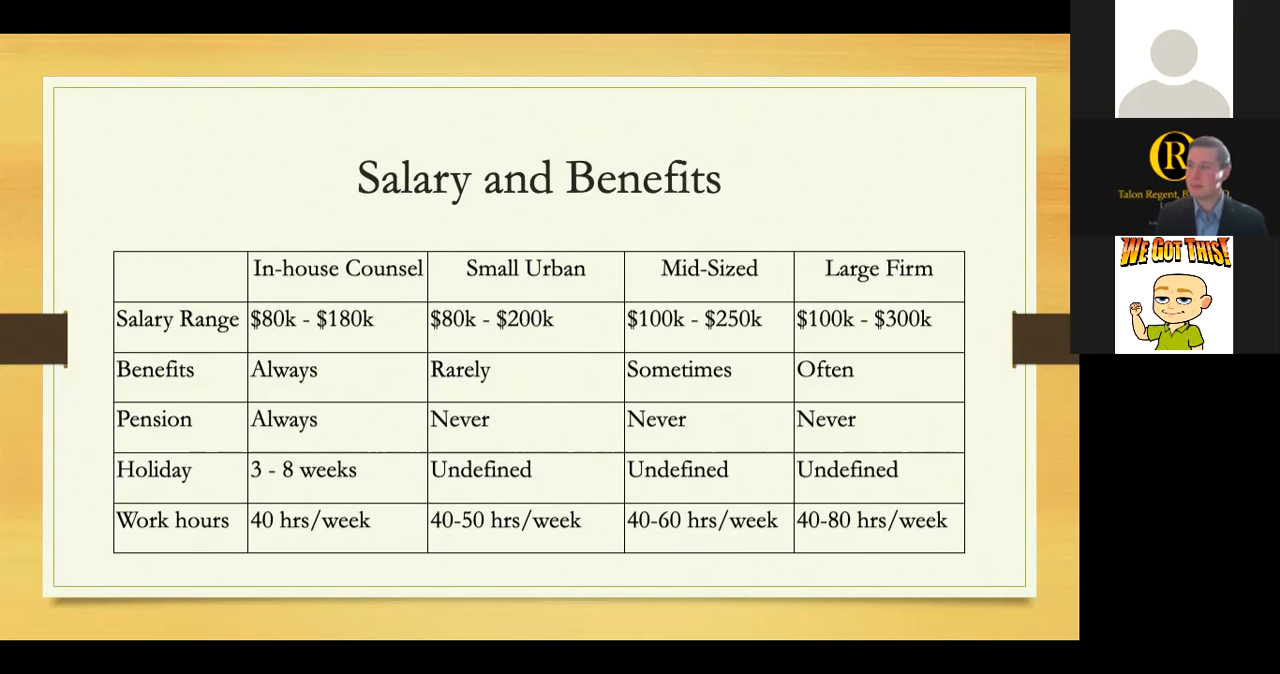 Salary and Benefits
In-house Counsel Small Urban Mid-Sized Large Firm
Salary Range $80k - $180k $80k - $200k $100k - $250k $100k - $300k
Benefits Always Rarely Sometimes Often
Pension Always Never Never Never
Holiday 3 - 8 weeks Undefined Undefined Undefined
Work hours 40 hrs/week 40-50 hrs/week 40-60 hrs/week 40-80 hrs/week
R
Talon Regent,
WE GOT THIS!